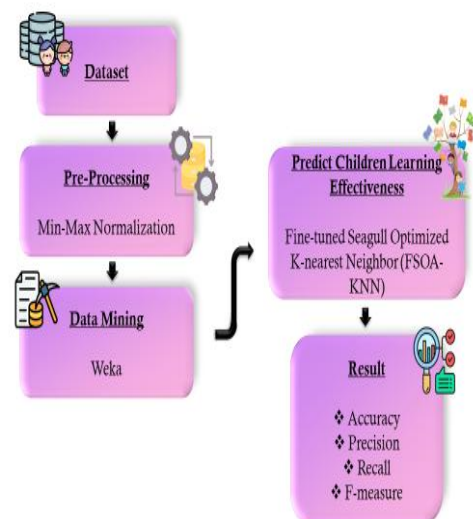 Dataset
Pre-Processing
Min-Max Normalization
Data Mining
Weka
Predict Children Learning
Effectiveness
Fine-tuned Seagull Optimized
K-nearest Neighbor (FSOA-
KNN)
Result
❖ Accuracy
❖ Precision
❖ Recall
❖ F-measure